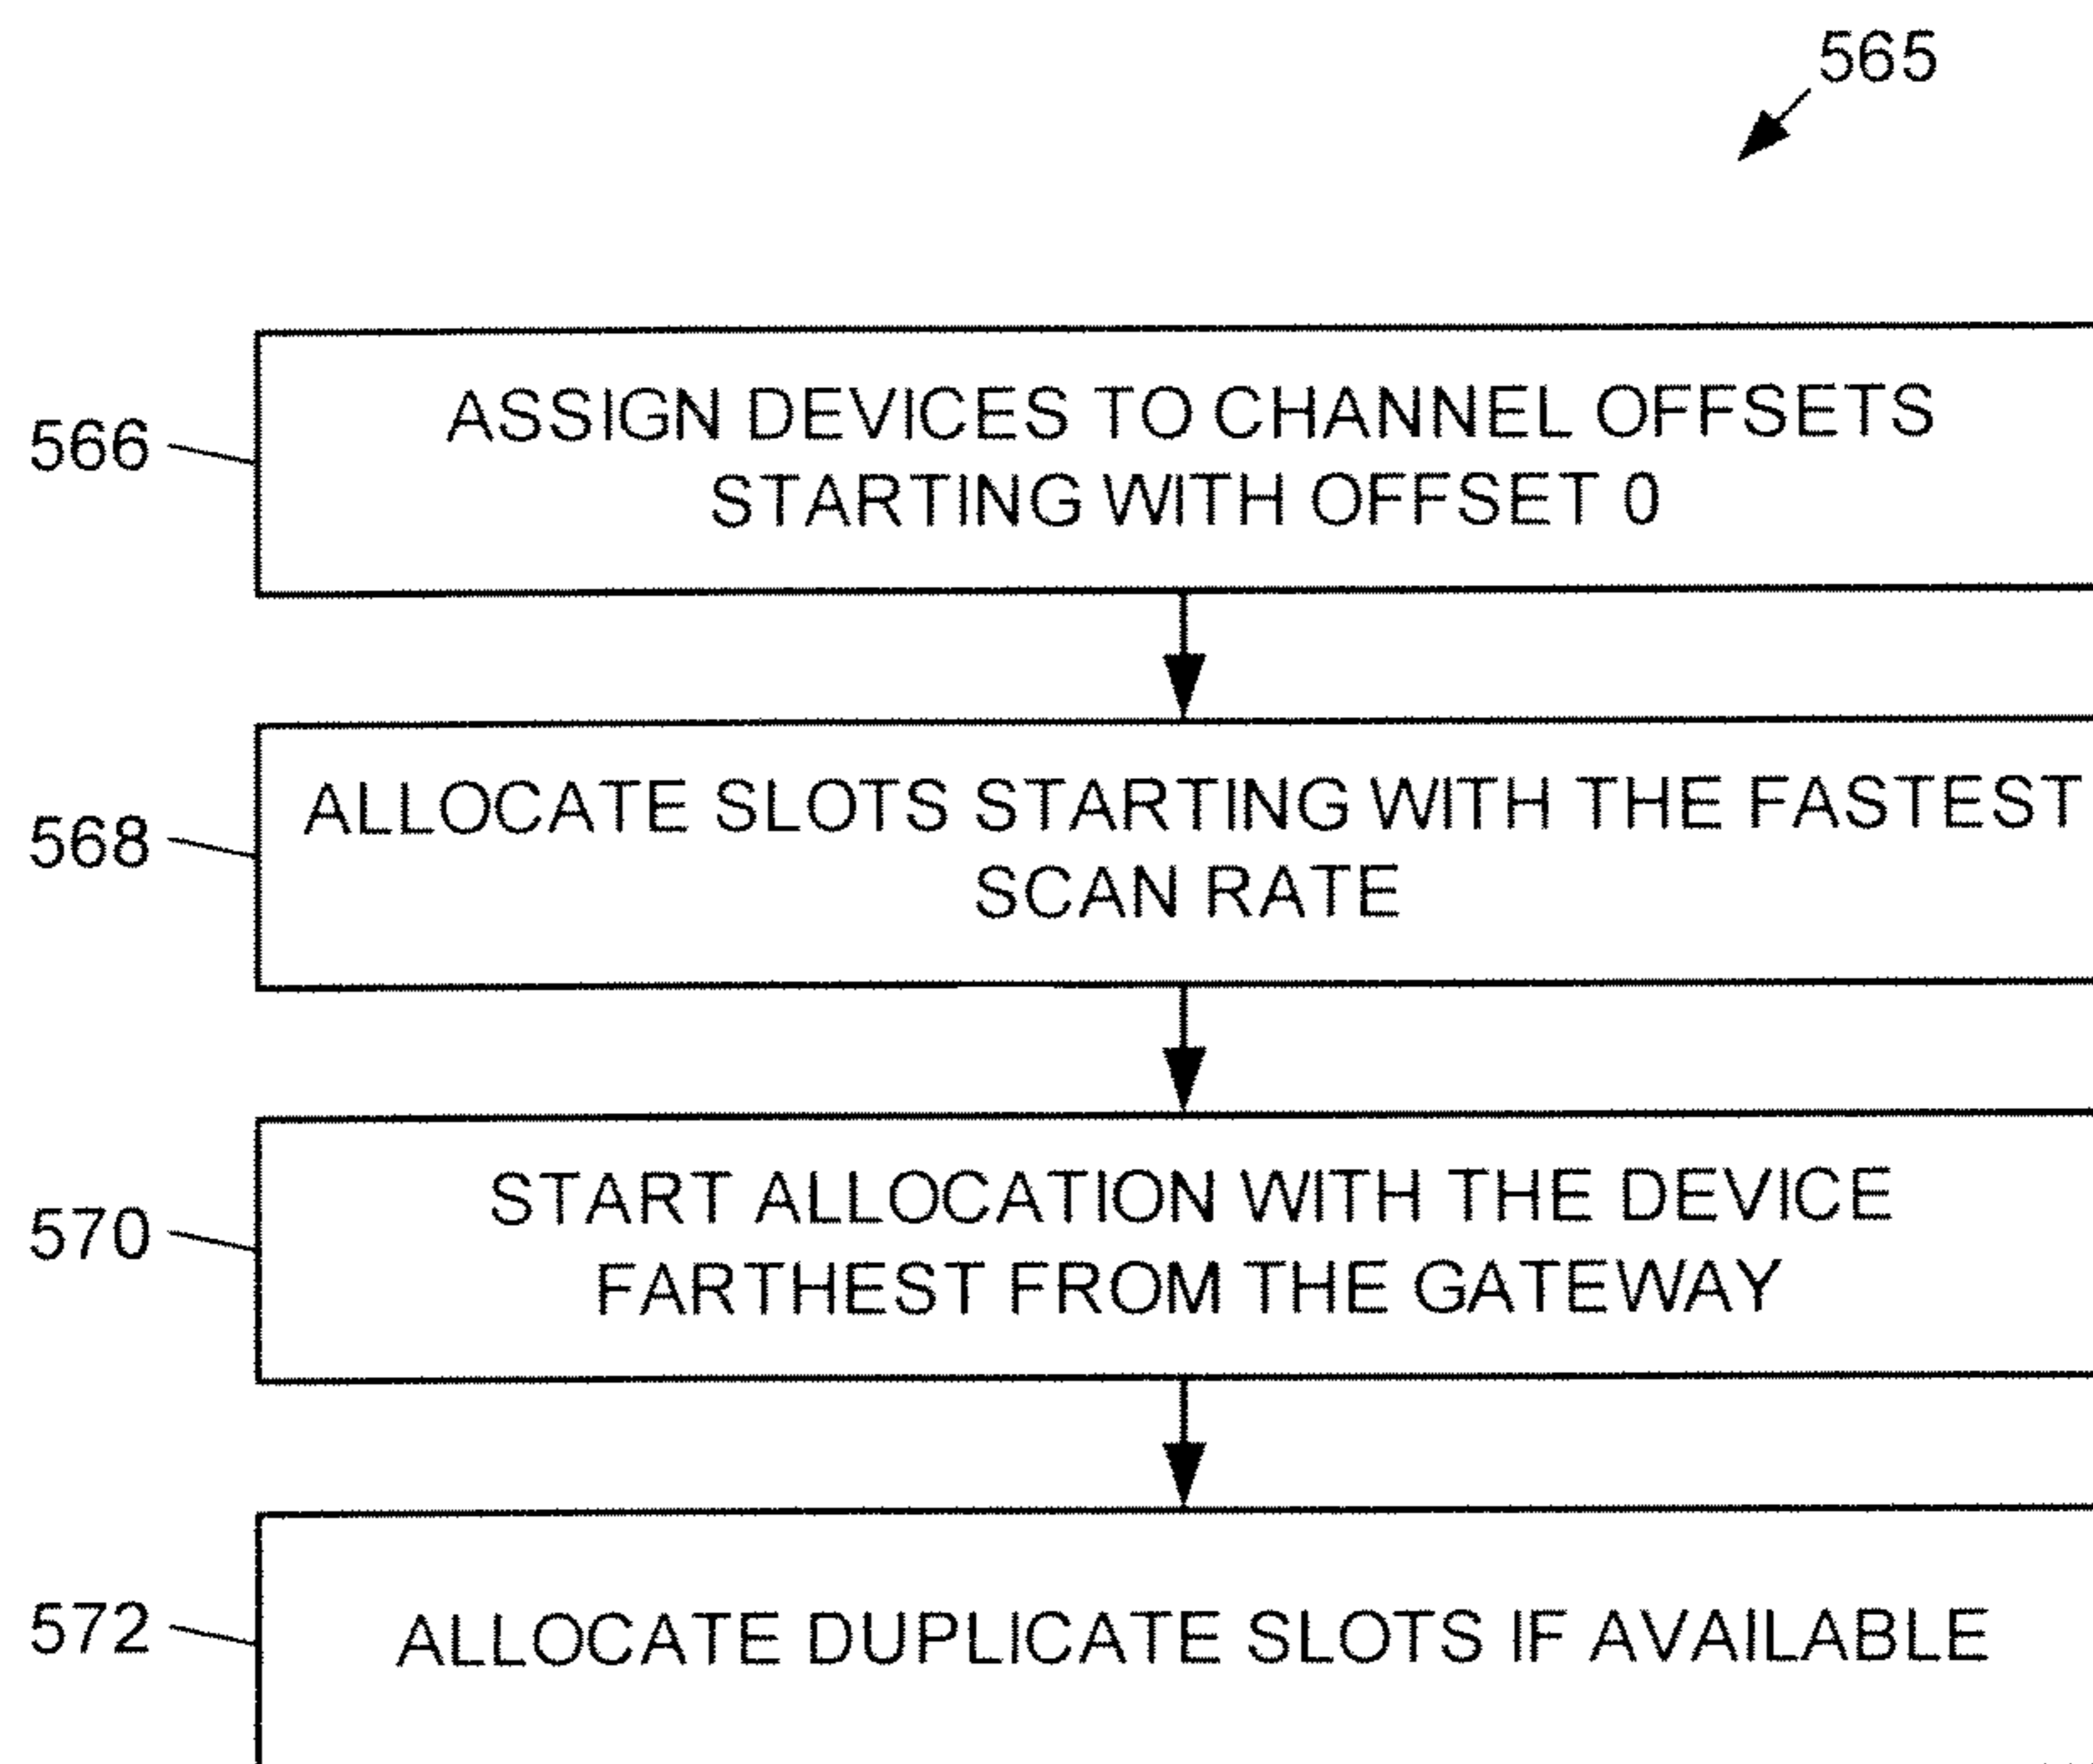 565
566
ASSIGN DEVICES TO CHANNEL OFFSETS
STARTING WITH OFFSET 0
568
ALLOCATE SLOTS STARTING WITH THE FASTEST
SCAN RATE
570
START ALLOCATION WITH THE DEVICE
FARTHEST FROM THE GATEWAY
572
ALLOCATE DUPLICATE SLOTS IF AVAILABLE